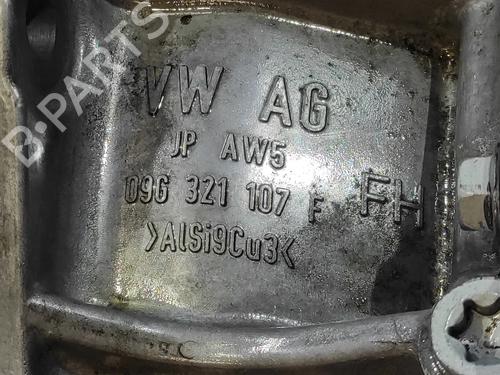 B-PARTS
VW AG
JP AW5
09G 321 107 F FH
>AlSi9Cu3<